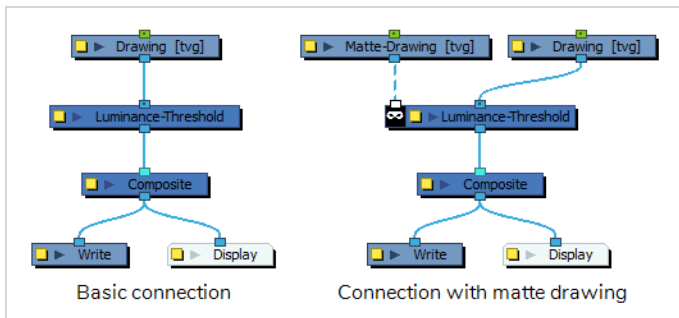 Drawing [tvg]
Luminance-Threshold
Composite
Write
Display
Basic connection
Matte-Drawing [tvg]
Drawing [tvg]
Luminance-Threshold
Composite
Write
Display
Connection with matte drawing